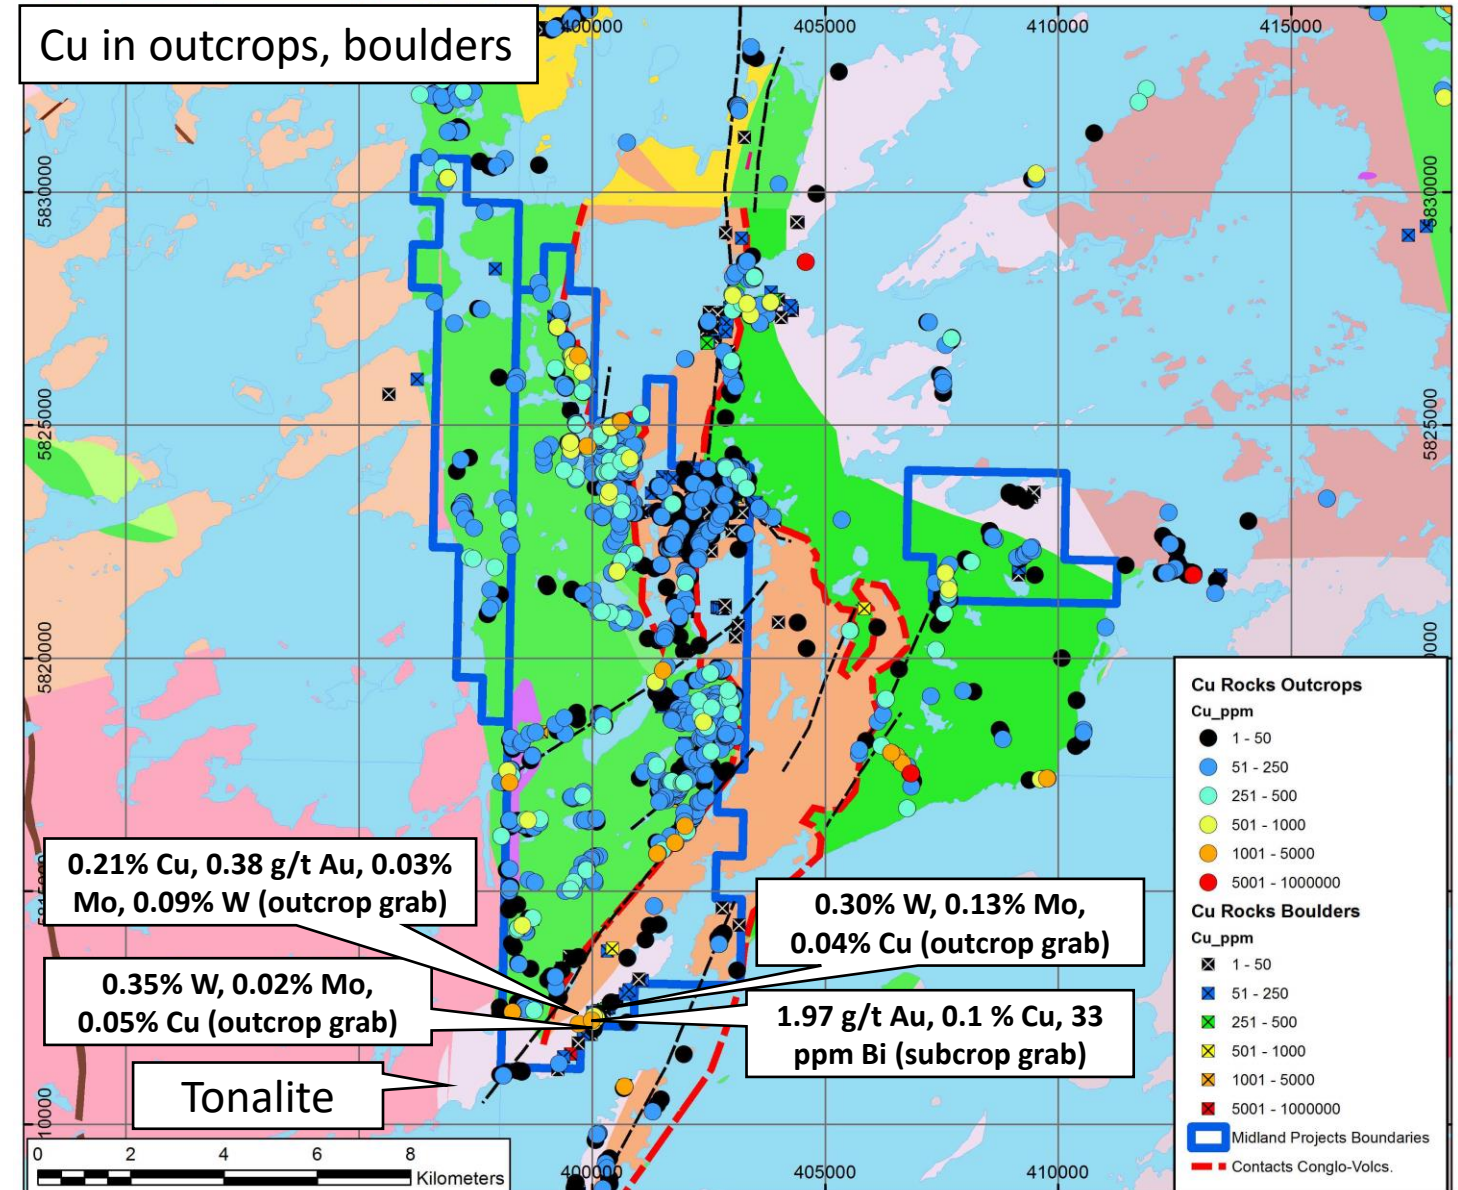 Cu in outcrops, boulders
400000
405000
410000
415000
5830000
5830000
5825000
5825000
5820000
0.21% Cu, 0.38 g/t Au, 0.03%
Mo, 0.09% W (outcrop grab)
0.30% W, 0.13% Mo,
0.04% Cu (outcrop grab)
0.35% W, 0.02% Mo,
0.05% Cu (outcrop grab)
1.97 g/t Au, 0.1 % Cu, 33
ppm Bi (subcrop grab)
Tonalite
10000
Cu Rocks Outcrops
Cu_ppm
1 - 50
51 - 250
251 - 500
501 - 1000
1001 - 5000
5001 - 1000000
Cu Rocks Boulders
Cu_ppm
1 - 50
51 - 250
251 - 500
501 - 1000
1001 - 5000
5001 - 1000000
Midland Projects Boundaries
Contacts Conglo-Volcs.
0 2 4 6 8
Kilometers
400000
405000
410000